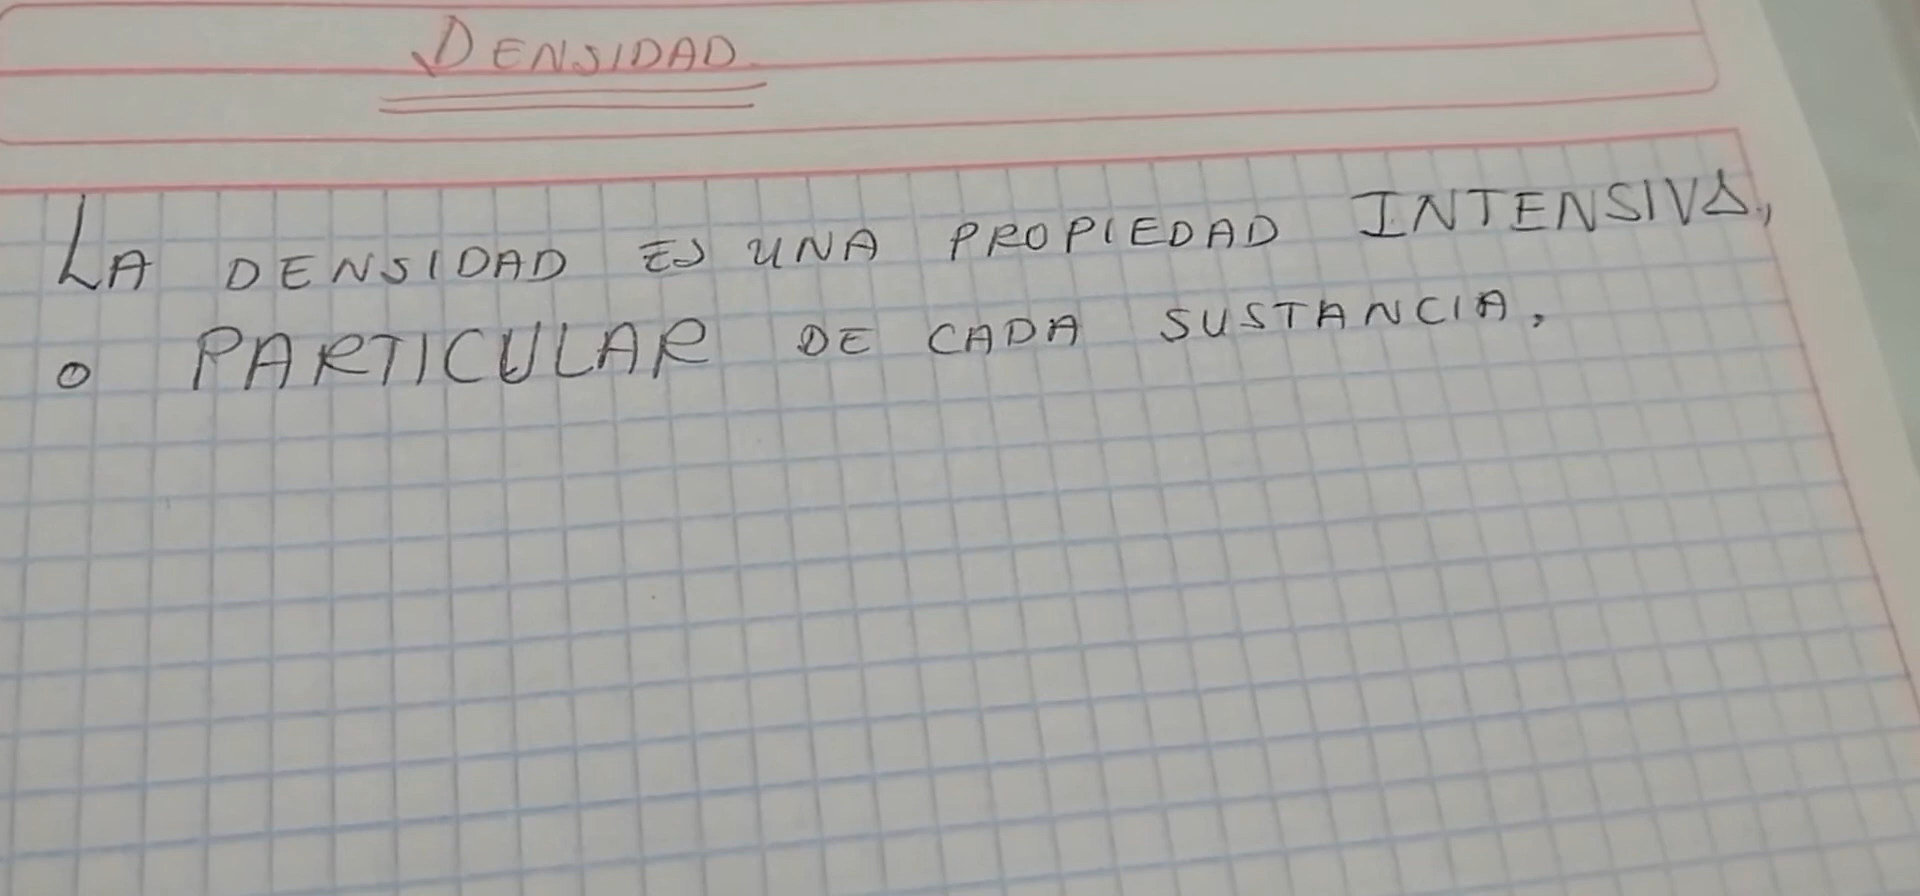 DENSIDAD
LA DENSIDAD ES UNA PROPIEDAD INTENSIVA,
O PARTICULAR DE CADA SUSTANCIA.